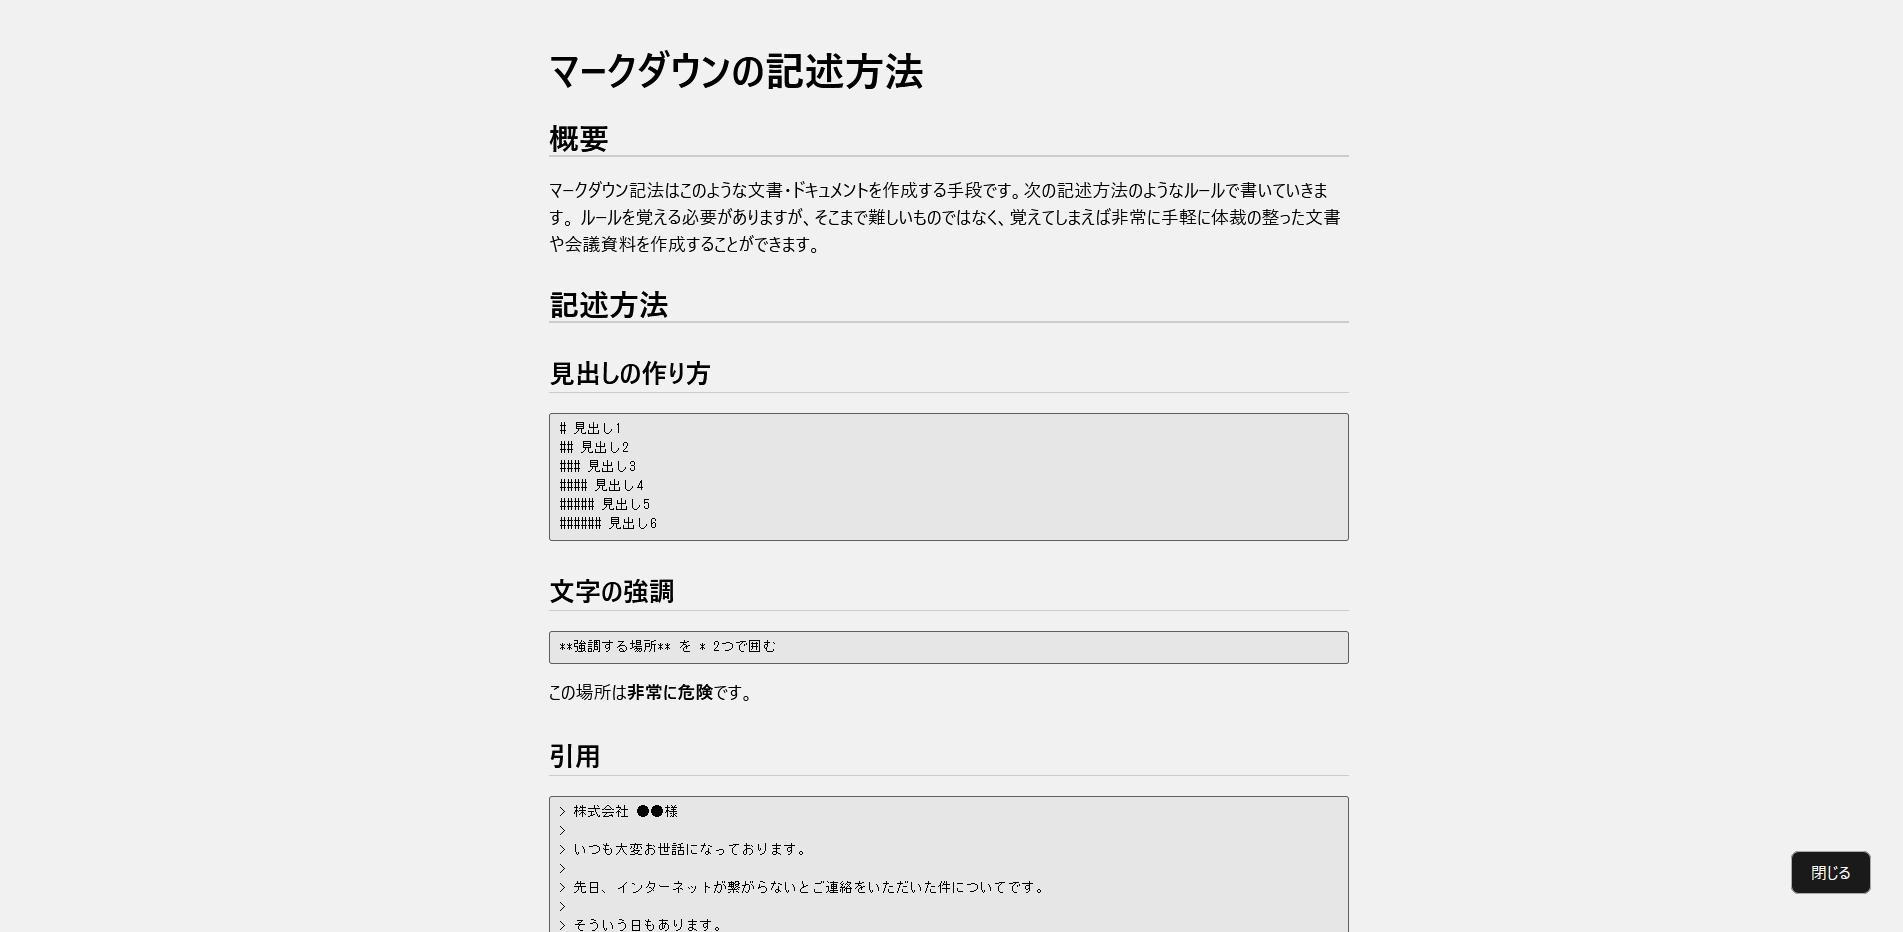 マークダウンの記述方法
概要
マークダウン記法はこのような文書・ドキュメントを作成する手段です。次の記述方法のようなルールで書いていきま
す。 ルールを覚える必要がありますが、そこまで難しいものではなく、覚えてしまえば非常に手軽に体裁の整った文書
や会議資料を作成することができます。
記述方法
見出しの作り方
# 見出し1
## 見出し2
### 見出し3
#### 見出し4
##### 見出し5
###### 見出し6
文字の強調
**強調する場所** を * 2つで囲む
この場所は非常に危険です。
引用
> 株式会社 ●●様
>
> いつも大変お世話になっております。
>
> 先日、インターネットが繋がらないとご連絡をいただいた件についてです。
>
> そういう日もあります。
閉じる